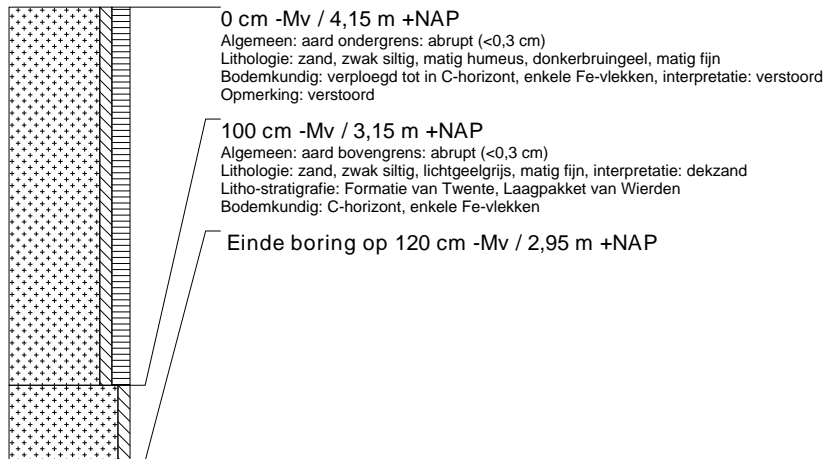 0 cm -Mv / 4,15 m +NAP
Algemeen: aard ondergrens: abrupt (<0,3 cm)
Lithologie: zand, zwak siltig, matig humeus, donkerbruingeel, matig fijn
Bodemkundig: verploegd tot in C-horizont, enkele Fe-vlekken, interpretatie: verstoord
Opmerking: verstoord
100 cm -Mv / 3,15 m +NAP
Algemeen: aard bovengrens: abrupt (<0,3 cm)
Lithologie: zand, zwak siltig, lichtgeelgrijs, matig fijn, interpretatie: dekzand
Litho-stratigrafie: Formatie van Twente, Laagpakket van Wierden
Bodemkundig: C-horizont, enkele Fe-vlekken
Einde boring op 120 cm -Mv / 2,95 m +NAP